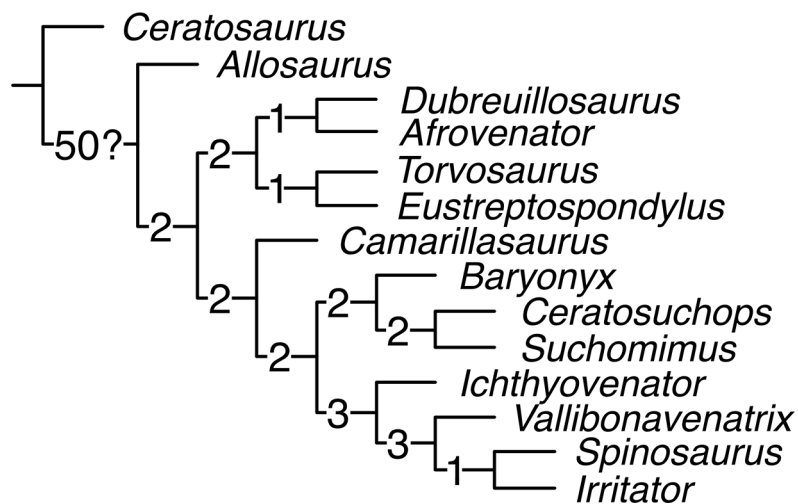 Ceratosaurus
Allosaurus
50?
Dubreuillosaurus
1
Afrovenator
2
Torvosaurus
1
Eustreptospondylus
2
Camarillasaurus
Baryonyx
2
2
Ceratosuchops
2
Suchomimus
2
Ichthyovenator
3
Vallibonavenatrix
3
Spinosaurus
1
Irritator